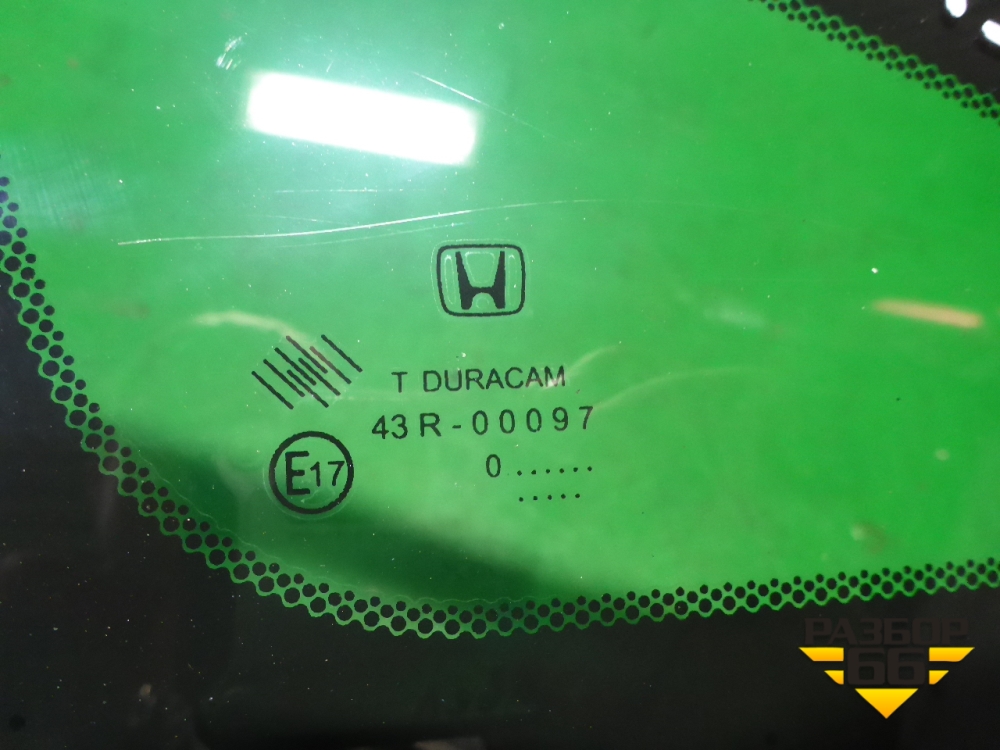 T DURACAM
43R-00097
E17
0 ......
.....
РАЗБОР
66